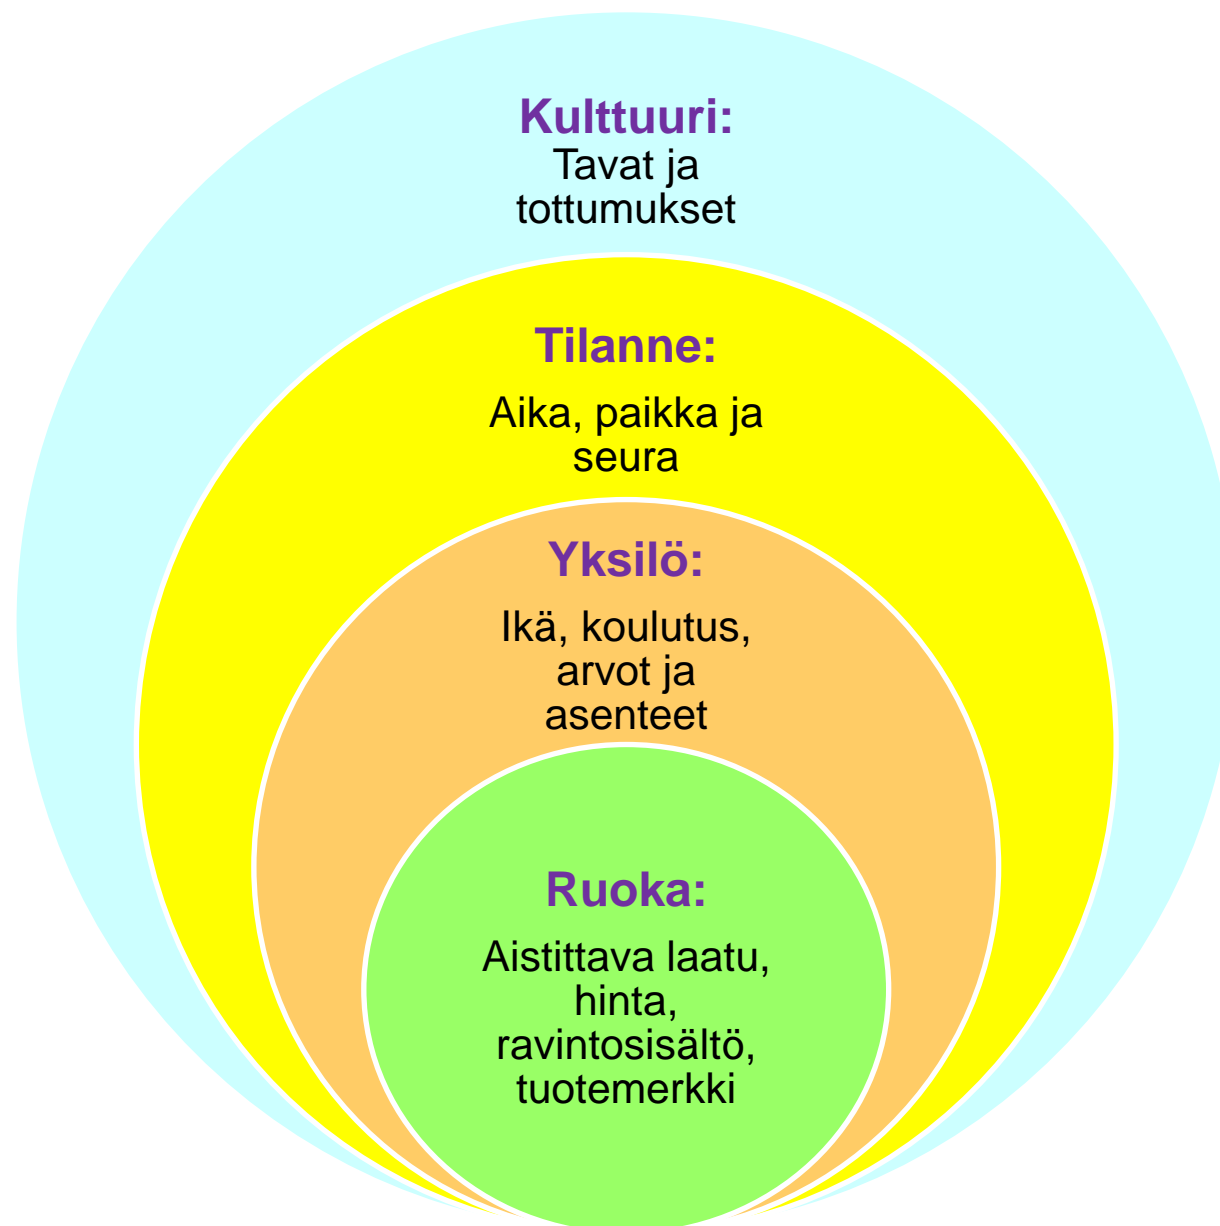 Kulttuuri:
Tavat ja
tottumukset
Tilanne:
Aika, paikka ja
seura
Yksilö:
Ikä, koulutus,
arvot ja
asenteet
Ruoka:
Aistittava laatu,
hinta,
ravintosisältö,
tuotemerkki